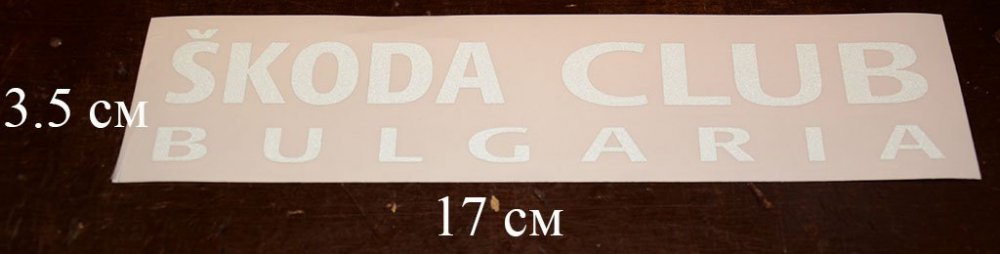 ŠKODA CLUB
BULGARIA
3.5 см
17 см